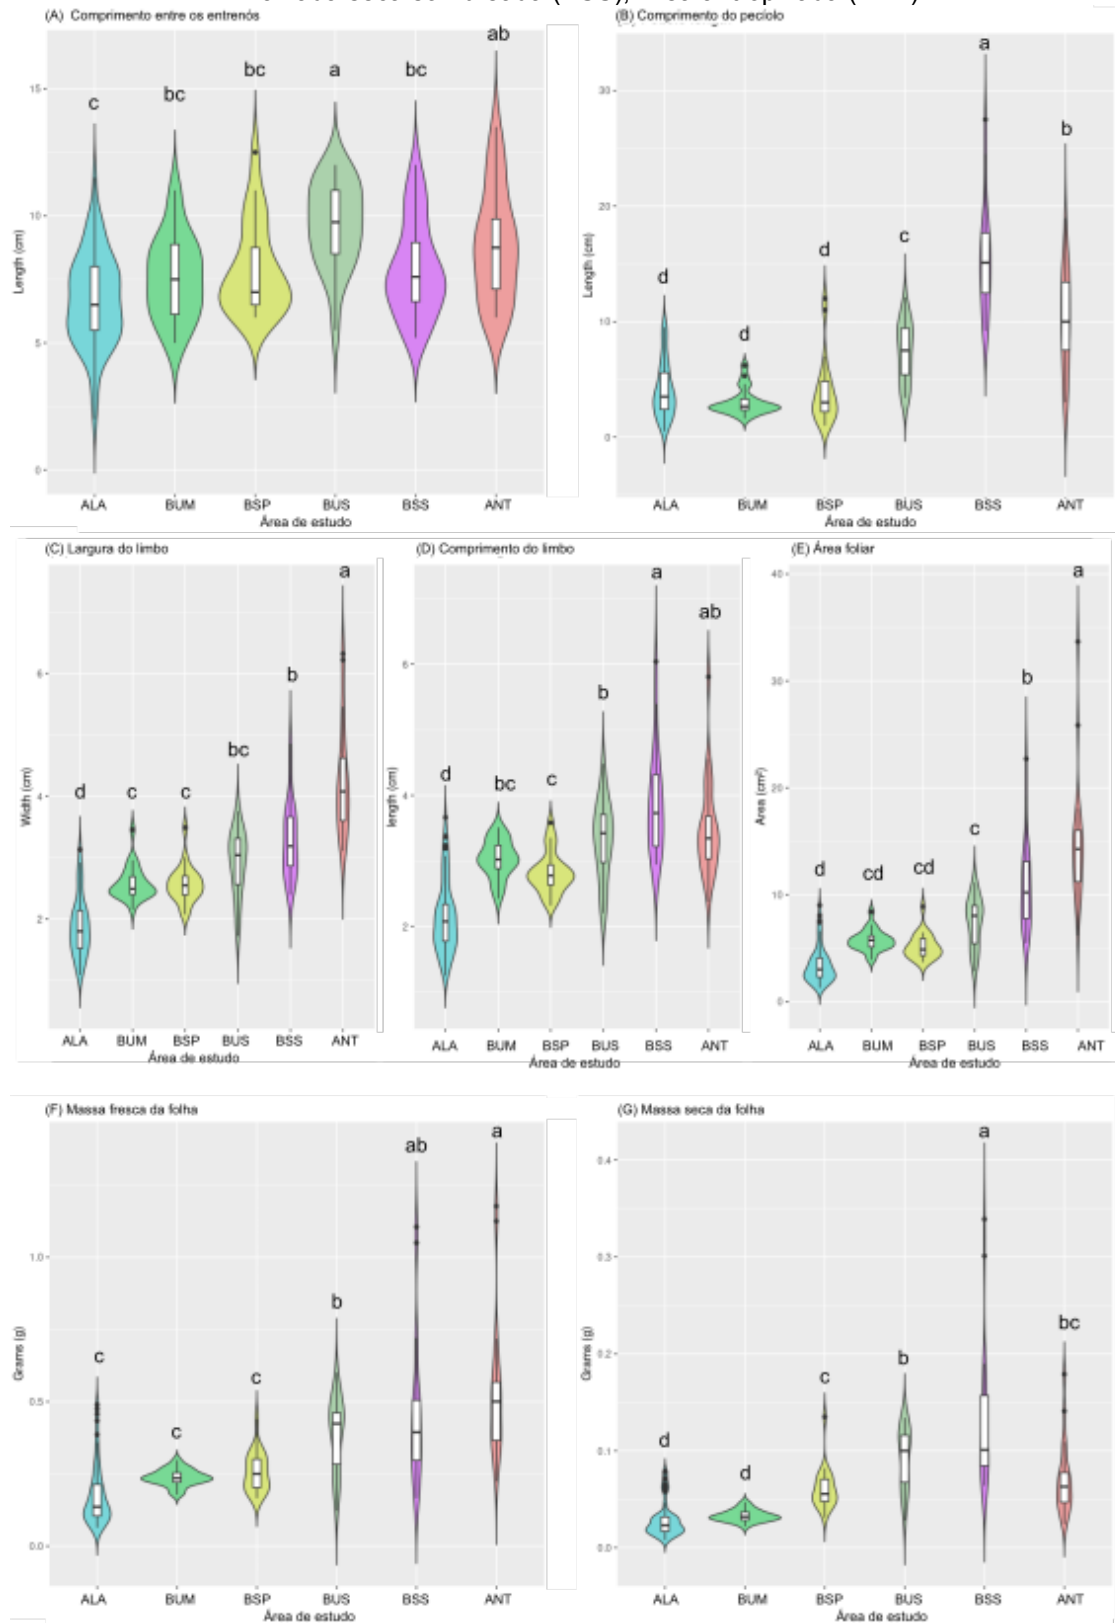 (A) Comprimento entre os entrenós
(B) Comprimento do pecíolo
c bc bc a bc ab
d d d c a b
15
10
5
0
30
20
10
0
Length (cm)
Length (cm)
ALA BUM BSP BUS BSS ANT
Área de estudo
ALA BUM BSP BUS BSS ANT
Área de estudo
(C) Largura do limbo
(D) Comprimento do limbo
(E) Área foliar
d c c bc b a
d bc c b a ab
d cd cd c b a
6
4
2
6
4
2
40
30
20
10
0
Width (cm)
length (cm)
Area (cm²)
ALA BUM BSP BUS BSS ANT
Área de estudo
ALA BUM BSP BUS BSS ANT
Área de estudo
ALA BUM BSP BUS BSS ANT
Área de estudo
(F) Massa fresca da folha
(G) Massa seca da folha
c c c b ab a
d d c b a bc
1.0
0.5
0.0
0.4
0.3
0.2
0.1
0.0
Grams (g)
Grams (g)
ALA BUM BSP BUS BSS ANT
Área de estudo
ALA BUM BSP BUS BSS ANT
Área de estudo